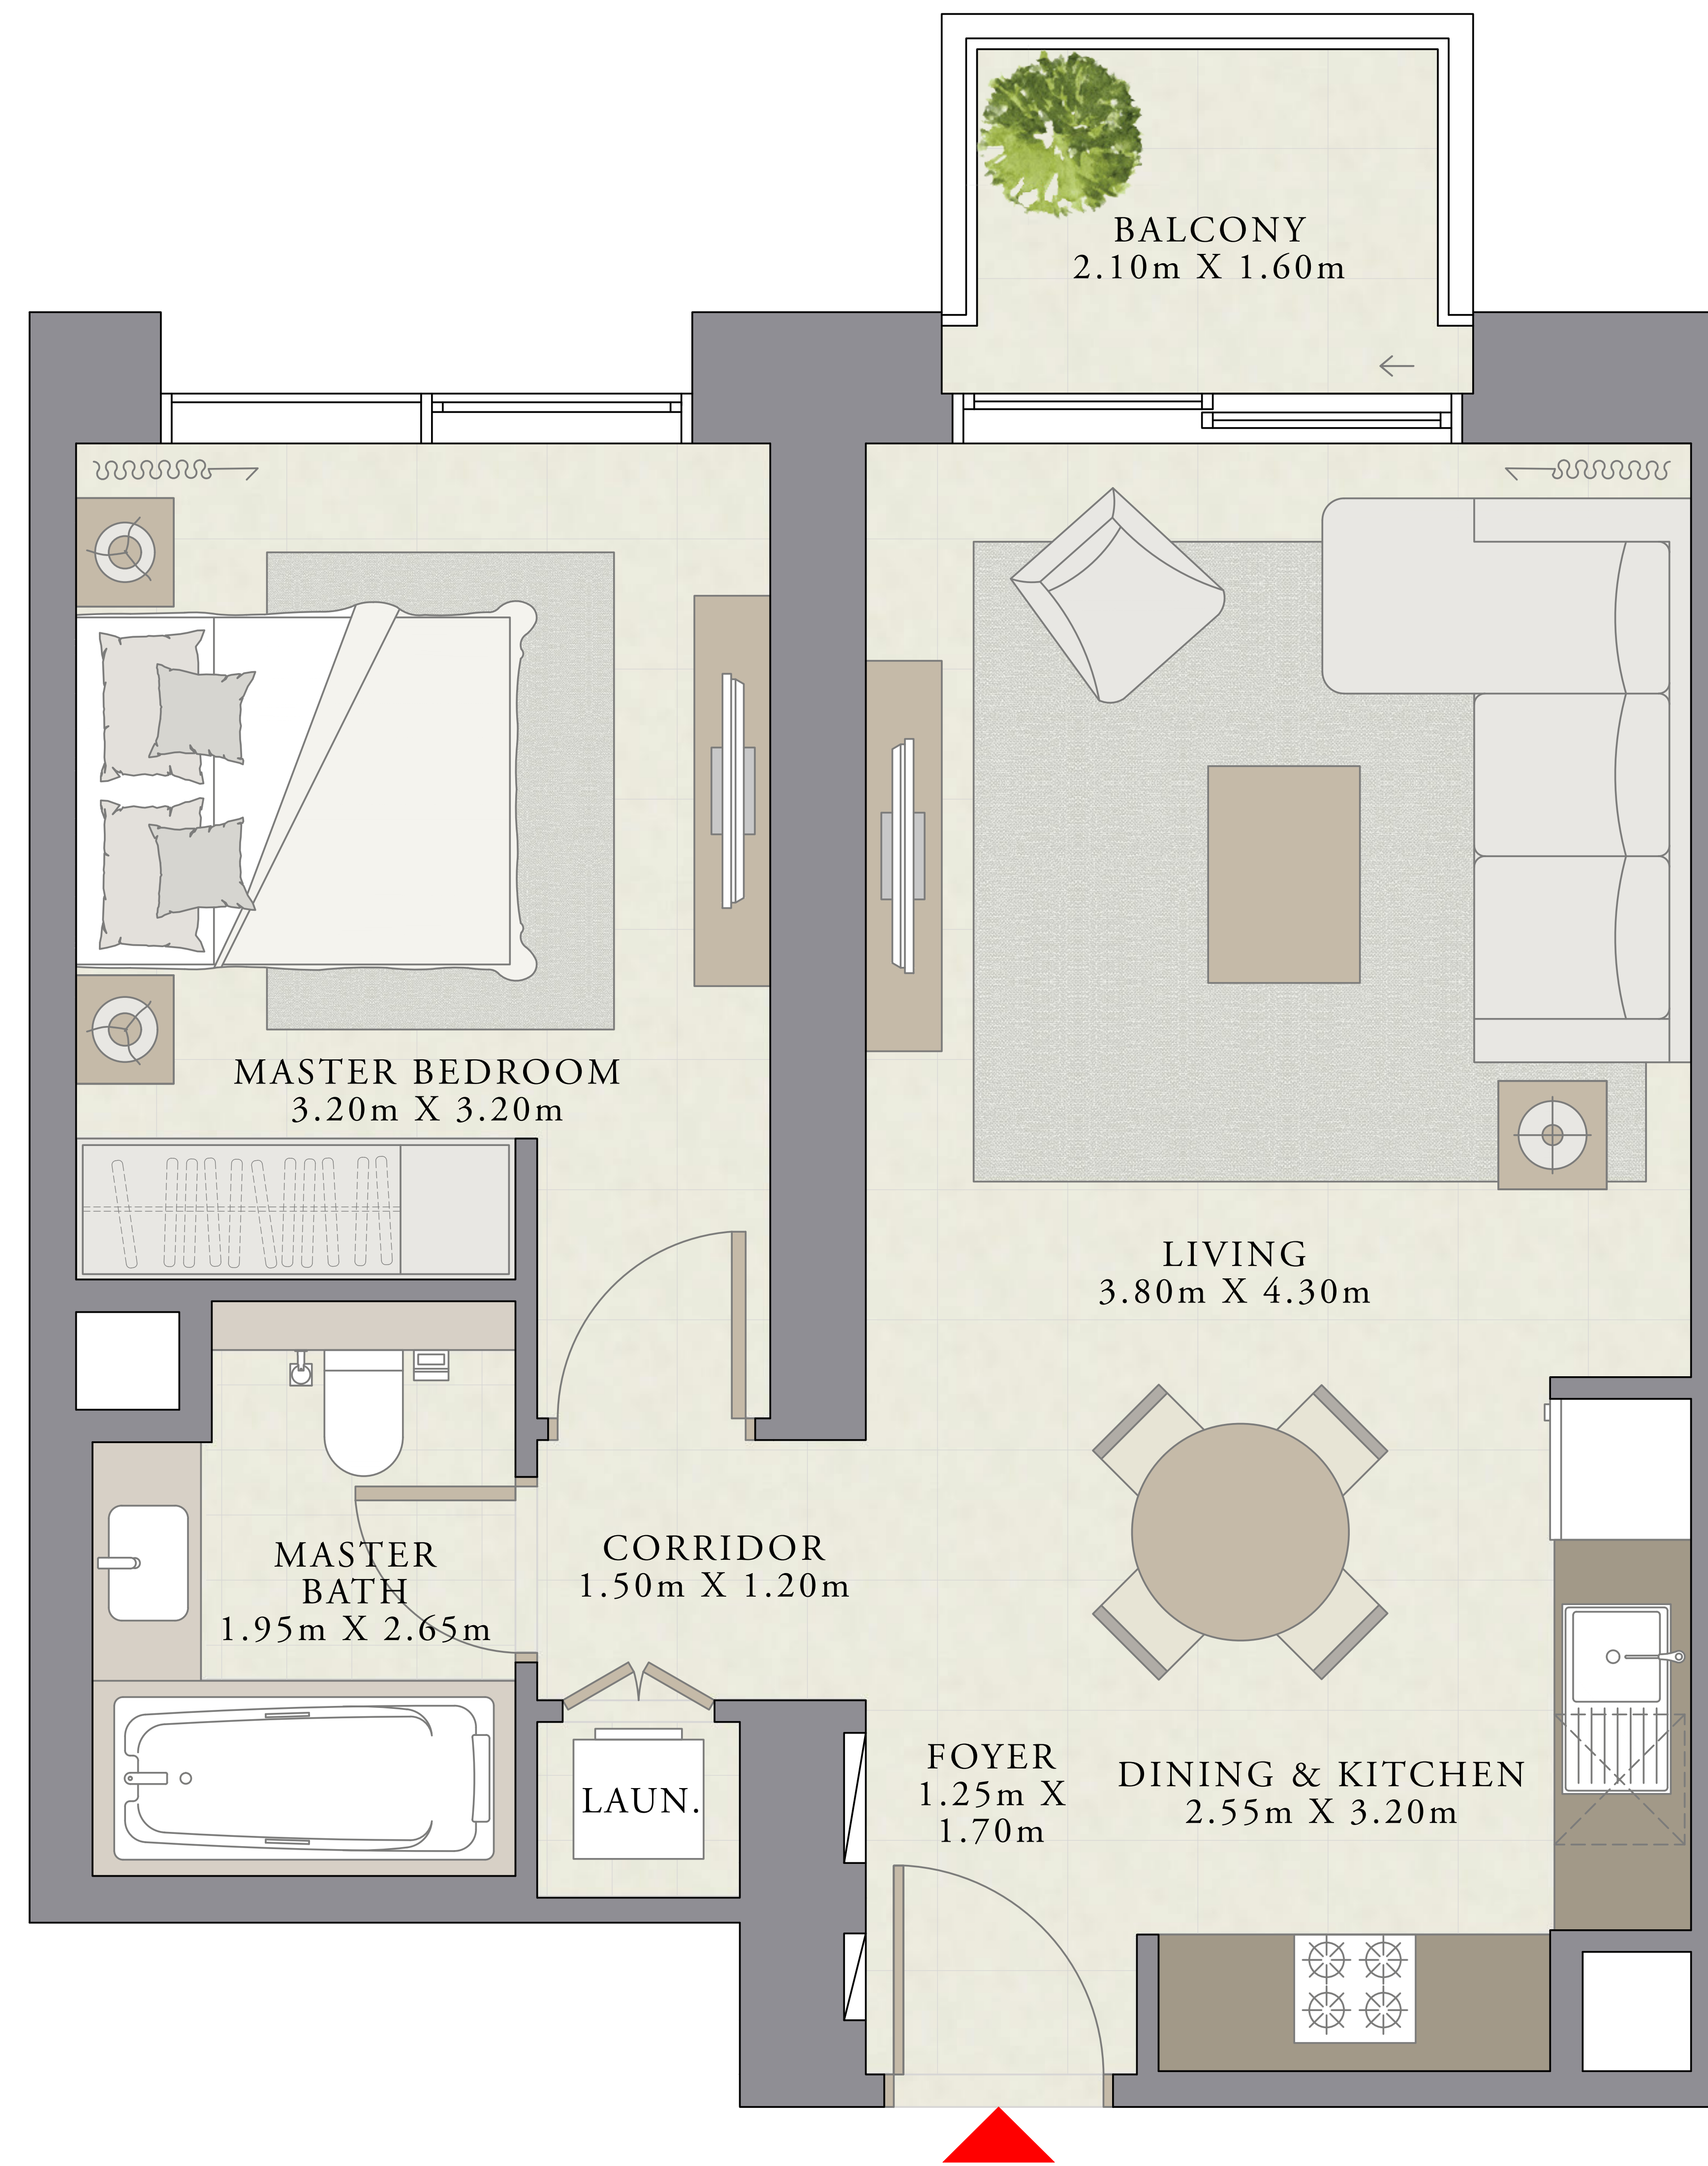 BALCONY
2.10m X 1.60m
MASTER BEDROOM
3.20m X 3.20m
LIVING
3.80m X 4.30m
MASTER
BATH
1.95m X 2.65m
CORRIDOR
1.50m X 1.20m
LAUN.
FOYER
1.25m X
1.70m
DINING & KITCHEN
2.55m X 3.20m